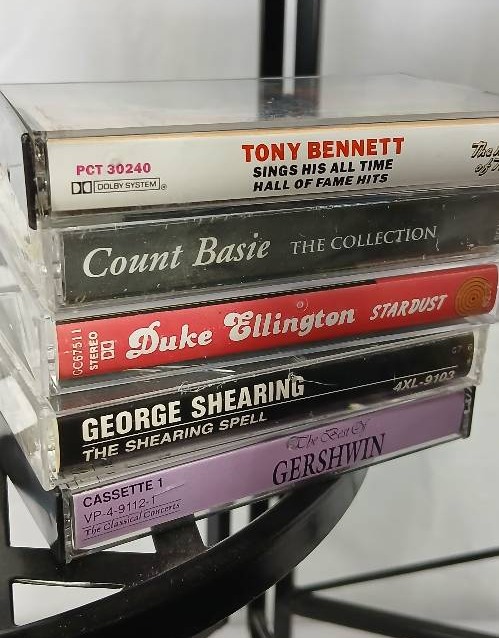 TONY BENNETT
PCT 30240
SINGS HIS ALL TIME
DOLBY SYSTEM
HALL OF FAME HITS
Count Basie THE COLLECTION
GC67511
STEREO
Duke Ellington STARDUST
GEORGE SHEARING
THE SHEARING SPELL
4XL-9103
The Best Of
GERSHWIN
CASSETTE 1
VP-4-9112-1
The Classical Concerts